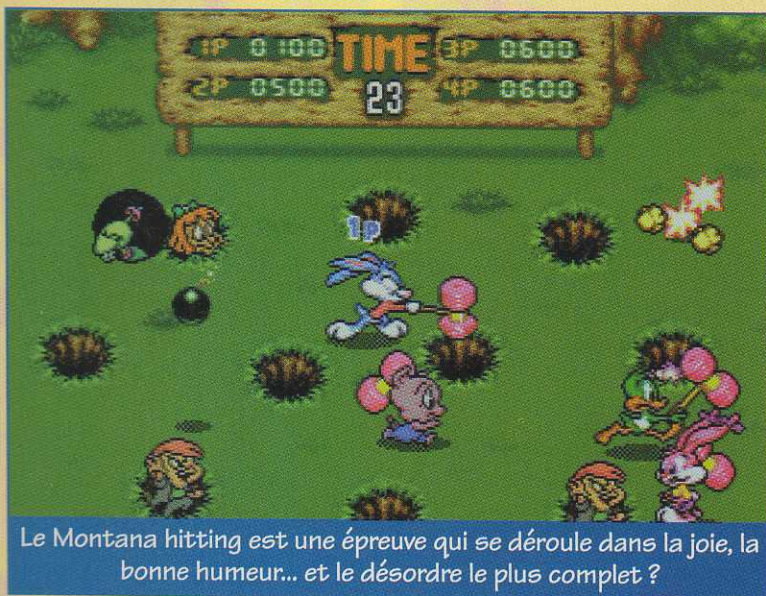 1P 0100 TIME 3P 0600
2P 0500 23 4P 0600
1P
Le Montana hitting est une épreuve qui se déroule dans la joie, la
bonne humeur... et le désordre le plus complet ?